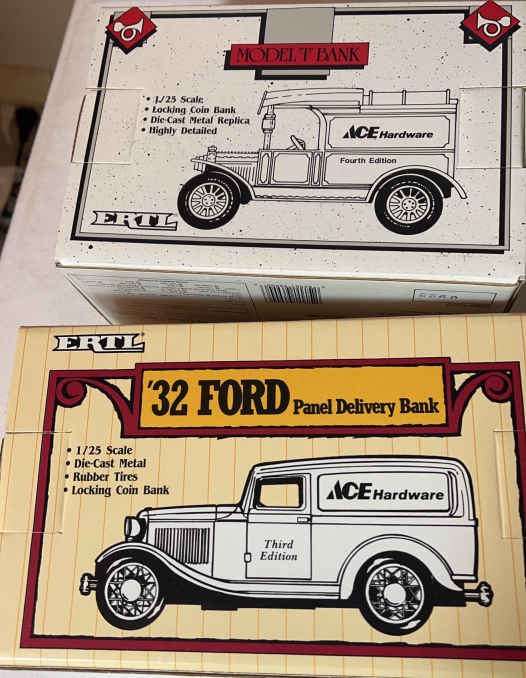 MODEL 'T' BANK
• 1/25 Scale
• Locking Coin Bank
• Die-Cast Metal Replica
• Highly Detailed
ACE Hardware
Fourth Edition
ERTL
ERTL
'32 FORD Panel Delivery Bank
• 1/25 Scale
• Die-Cast Metal
• Rubber Tires
• Locking Coin Bank
ACE Hardware
Third
Edition